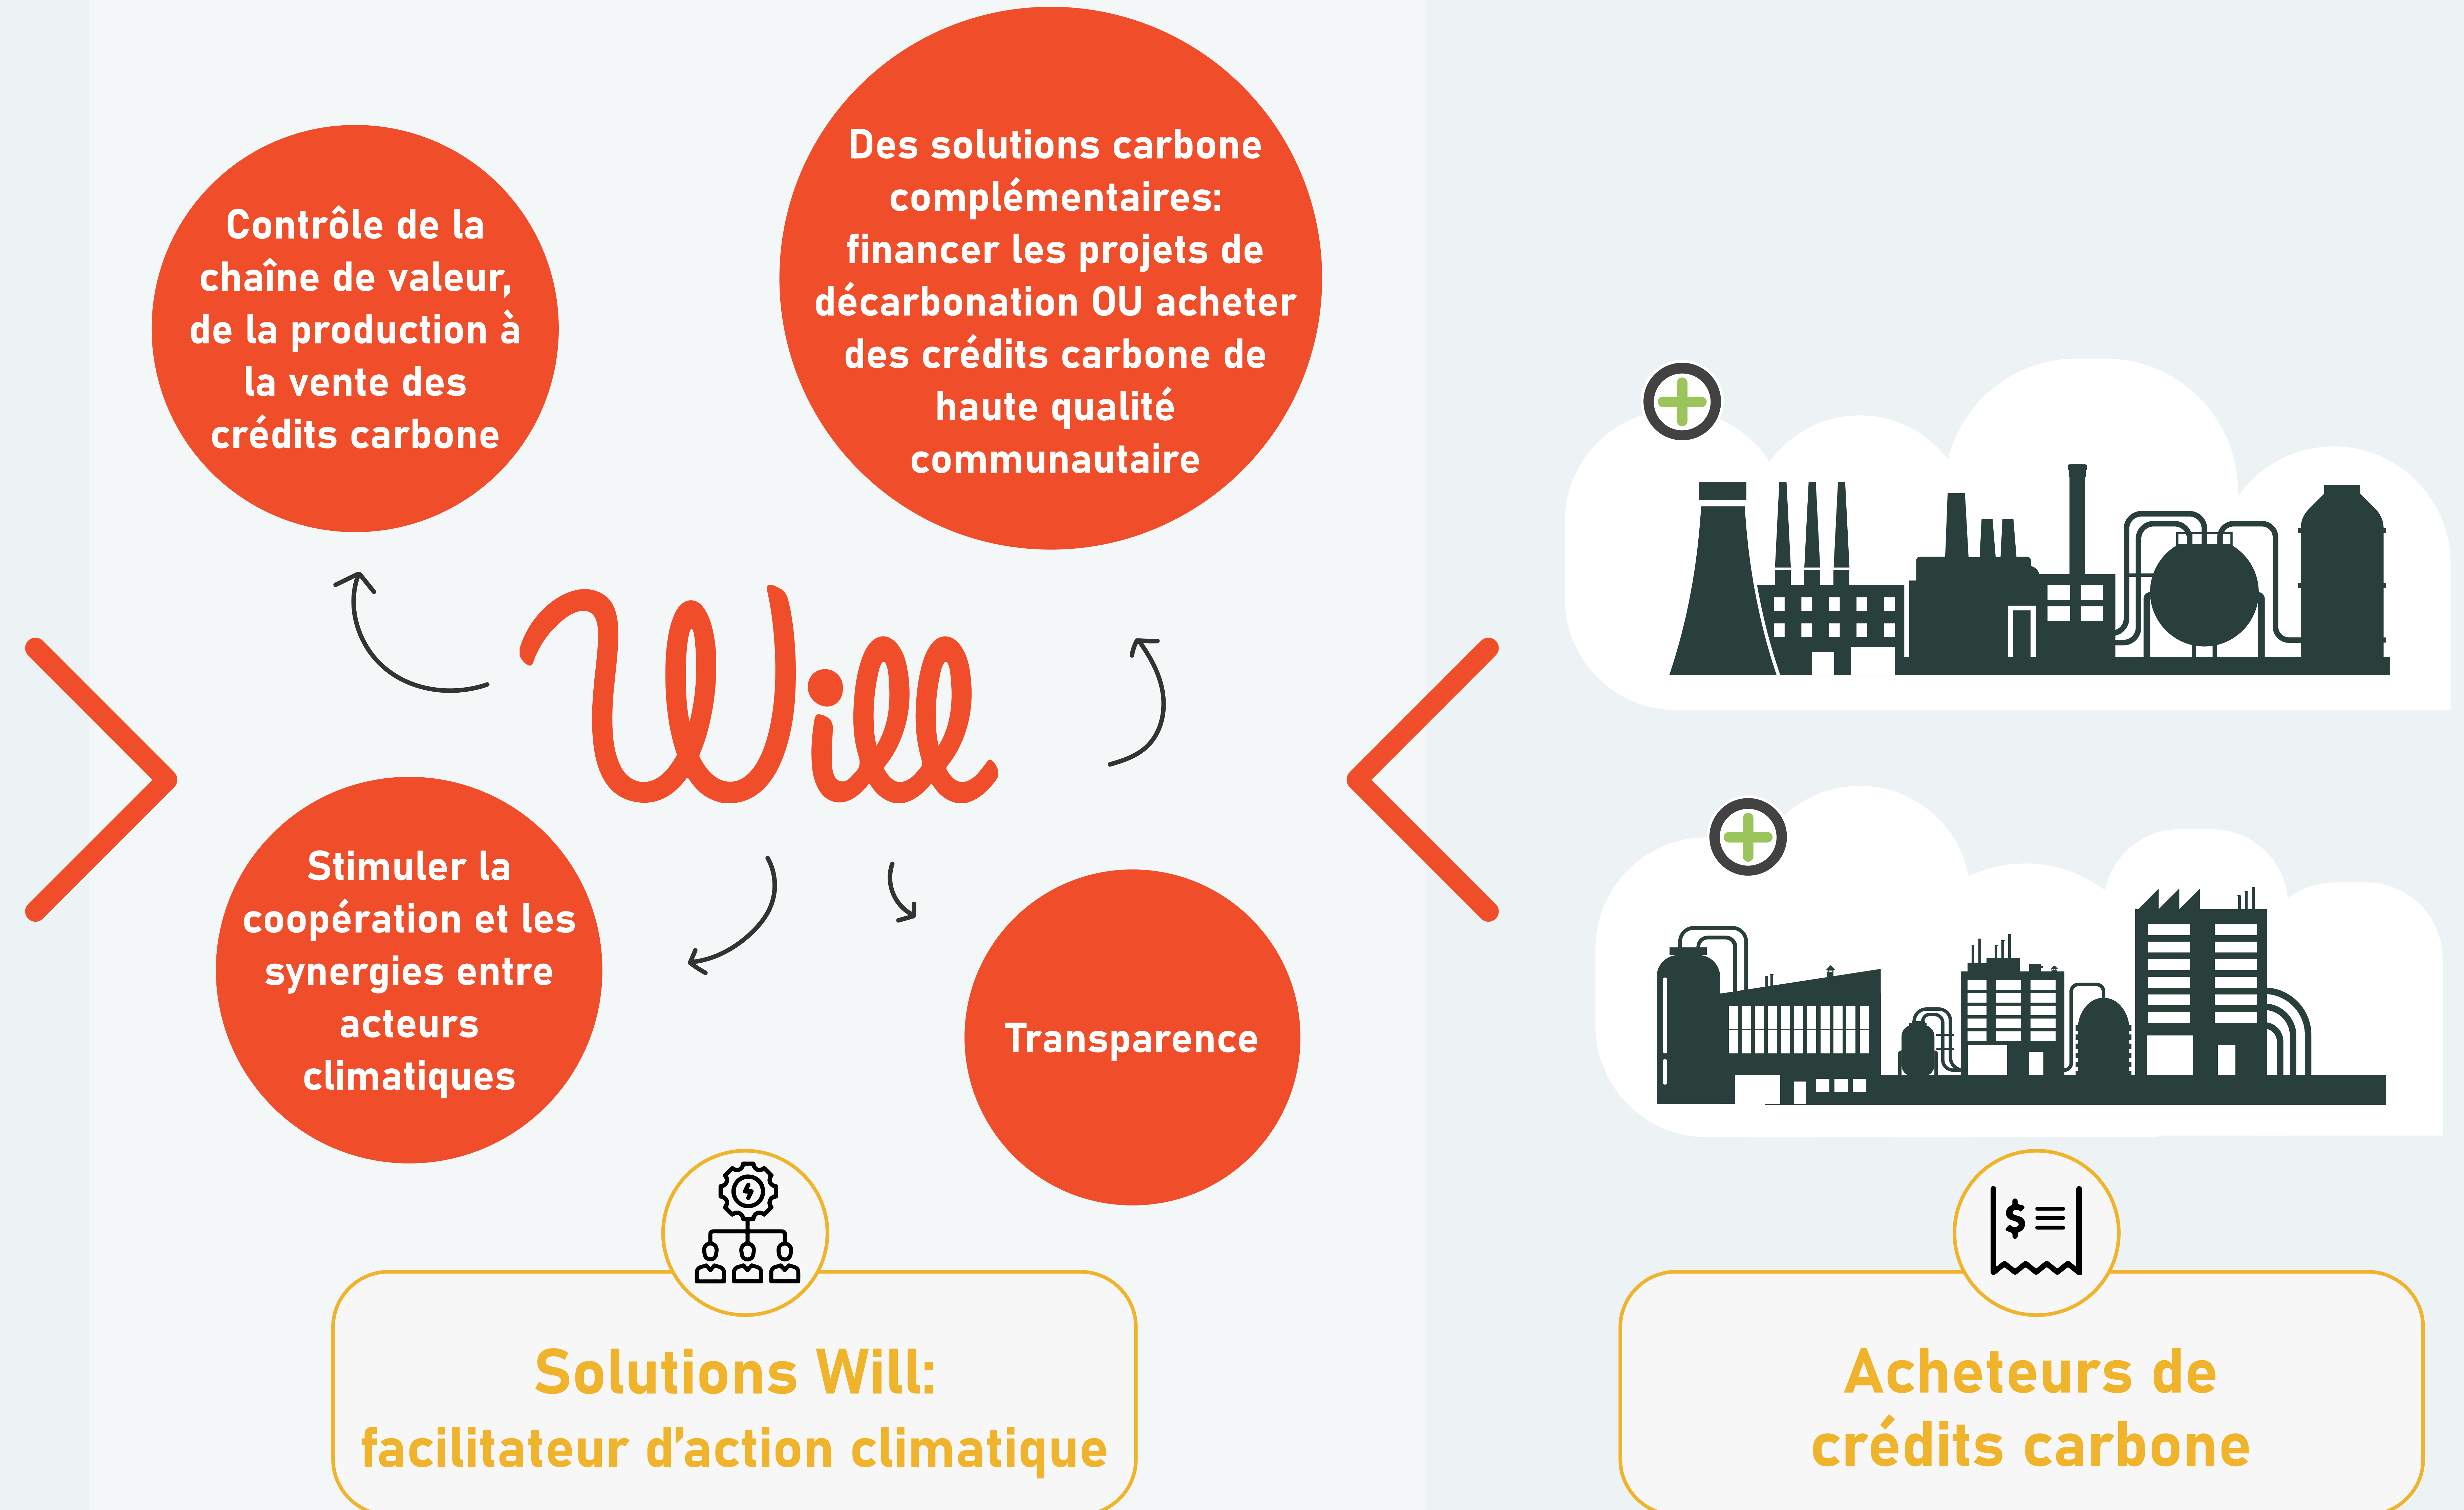 Contrôle de la
chaîne de valeur,
de la production à
la vente des
crédits carbone
Des solutions carbone
complémentaires:
financer les projets de
décarbonation OU acheter
des crédits carbone de
haute qualité
communautaire
Will
Stimuler la
coopération et les
synergies entre
acteurs
climatiques
Transparence
$
Solutions Will:
facilitateur d'action climatique
Acheteurs de
crédits carbone